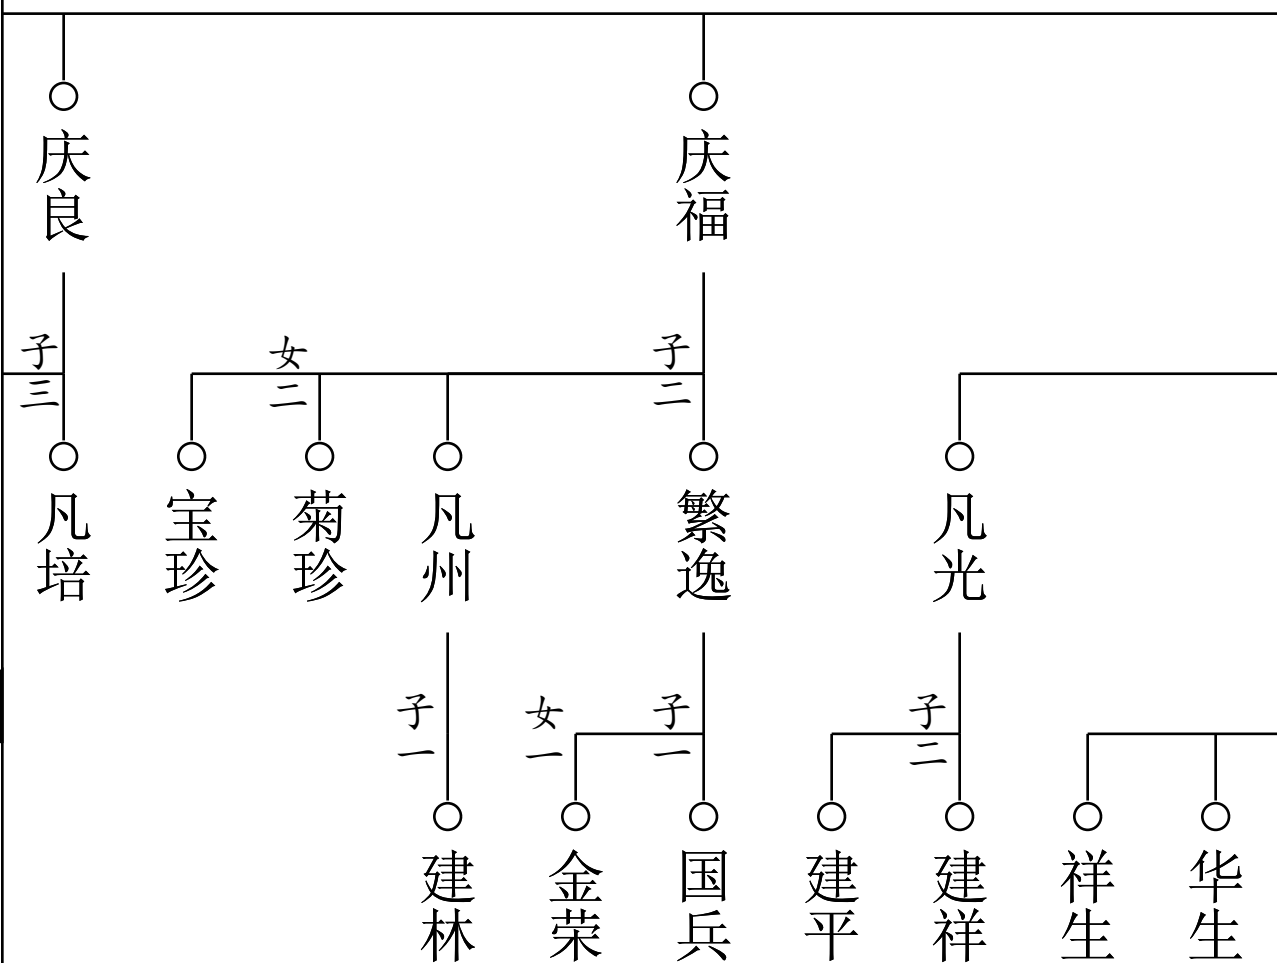 庆良
庆福
子三
女二
子二
凡培
宝珍
菊珍
凡州
繁逸
凡光
子一
女一
子一
子二
建林
金荣
国兵
建平
建祥
祥生
华生